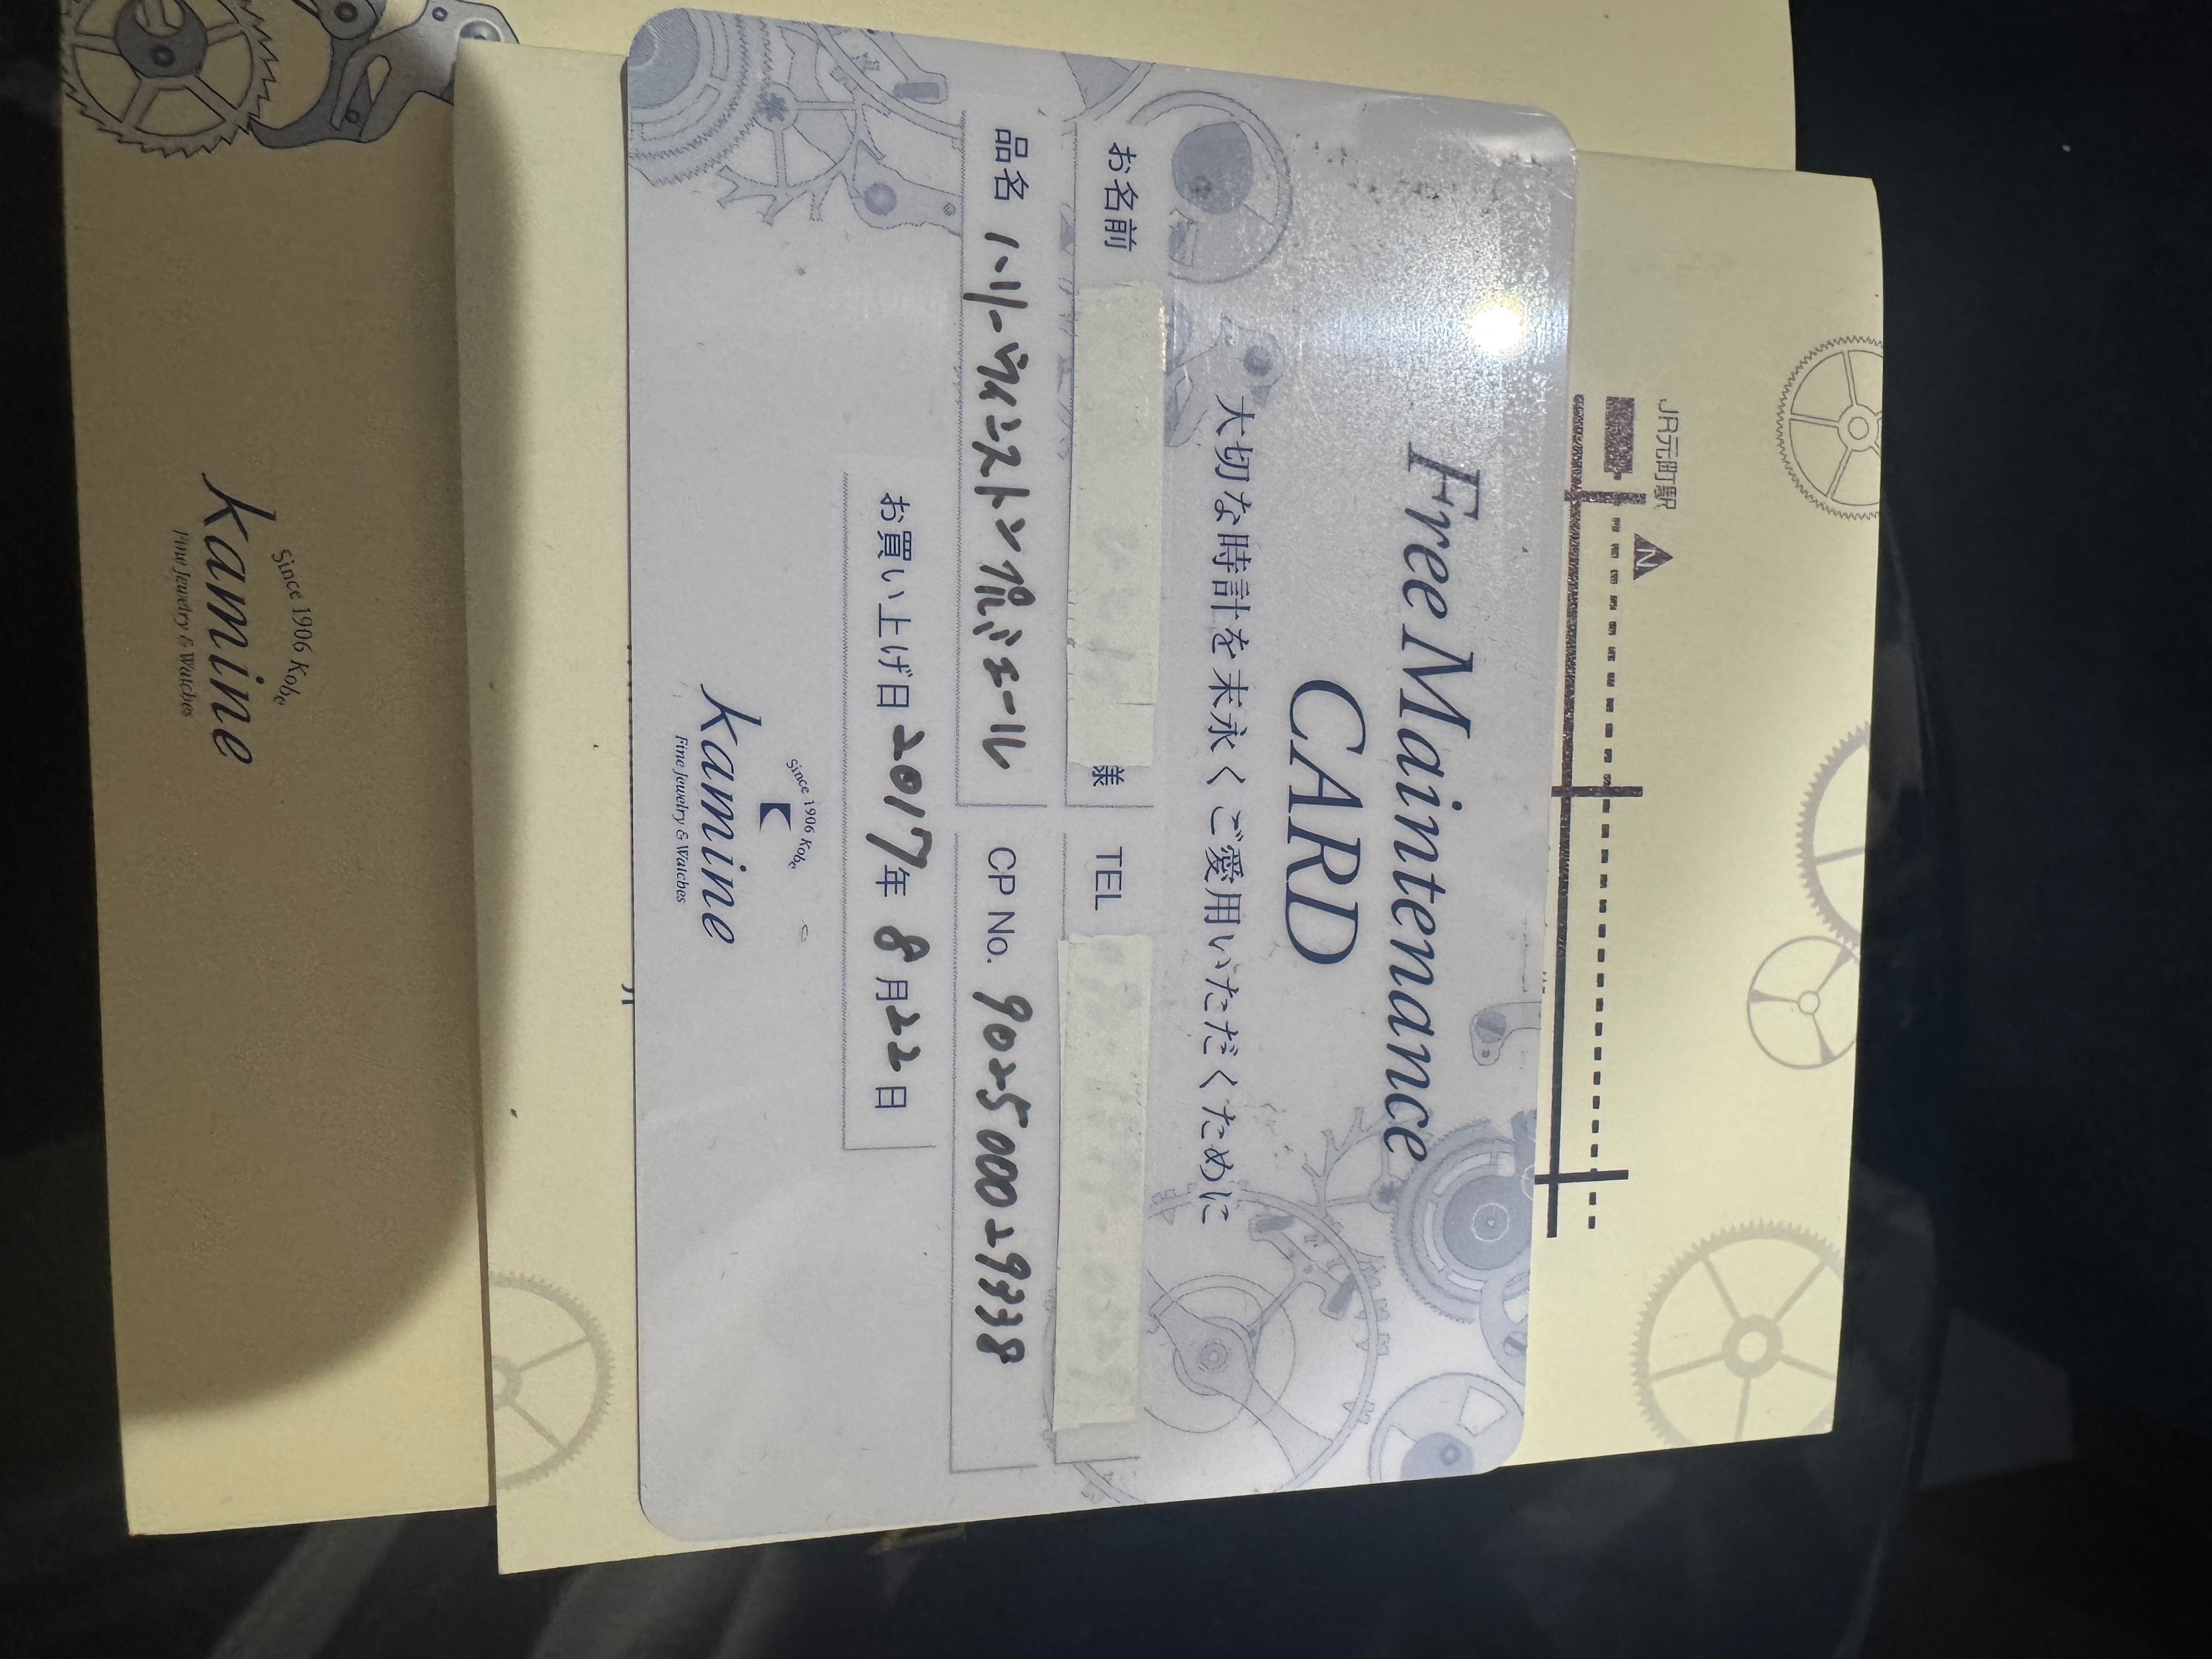 JR元町駅
N
Free Maintenance
CARD
大切な時計を末永くご愛用いただくために
お名前 様 TEL
品名 ハリーウィンストン プルミエール CP No. 9025000029338
お買い上げ日 2017年 8月22日
Since 1906 Kobe
Kamine
Fine Jewelry & Watches
Since 1906 Kobe
Kamine
Fine Jewelry & Watches